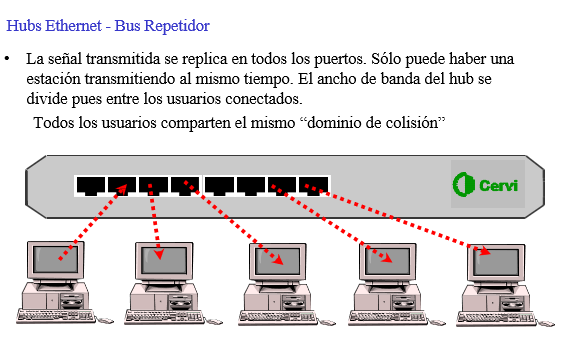 Hubs Ethernet - Bus Repetidor
• La señal transmitida se replica en todos los puertos. Sólo puede haber una
estación transmitiendo al mismo tiempo. El ancho de banda del hub se
divide pues entre los usuarios conectados.
Todos los usuarios comparten el mismo “dominio de colisión”
Cervi